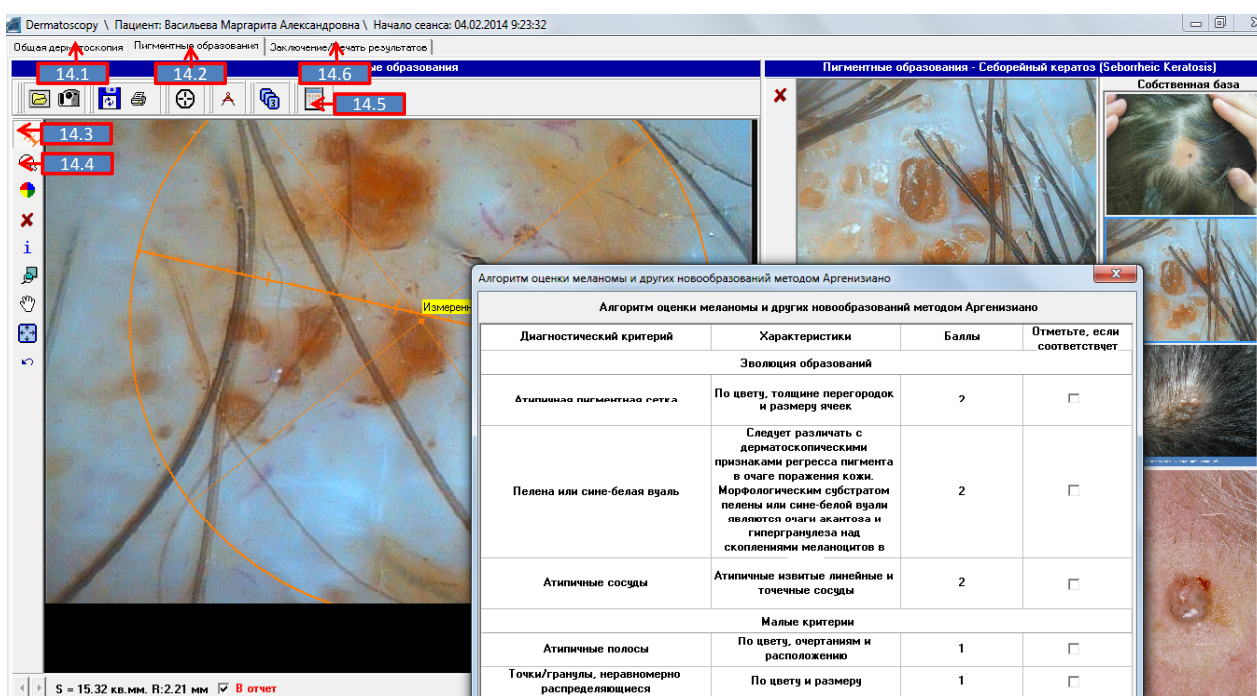 Dermatoscopy \ Пациент: Васильева Маргарита Александровна \ Начало сеанса: 04.02.2014 9:23:32
Общая дерматоскопия Пигментные образования Заключение/Печать результатов
14.1
14.2
14.6
14.5
14.3
14.4
образования
Пигментные образования - Себорейный кератоз (Seborrheic Keratosis)
Собственная база
i
Алгоритм оценки меланомы и других новообразований методом Аргенизиано
Алгоритм оценки меланомы и других новообразований методом Аргенизиано
Диагностический критерий
Характеристики
Баллы
Отметьте, если
соответствует
Эволюция образований
Атипичная пигментная сетка
По цвету, толщине перегородок
и размеру ячеек
2
Пелена или сине-белая вуаль
Следует различать с
дерматоскопическими
признаками регресса пигмента
в очаге поражения кожи.
Морфологическим субстратом
пелены или сине-белой вуали
являются очаги акантоза и
гипергранулеза над
скоплениями меланоцитов в
2
Атипичные сосуды
Атипичные извитые линейные и
точечные сосуды
2
Малые критерии
Атипичные полосы
По цвету, очертаниям и
расположению
1
Точки/гранулы, неравномерно
распределяющиеся
По цвету и размеру
1
S = 15.32 кв.мм. R:2.21 мм В отчет